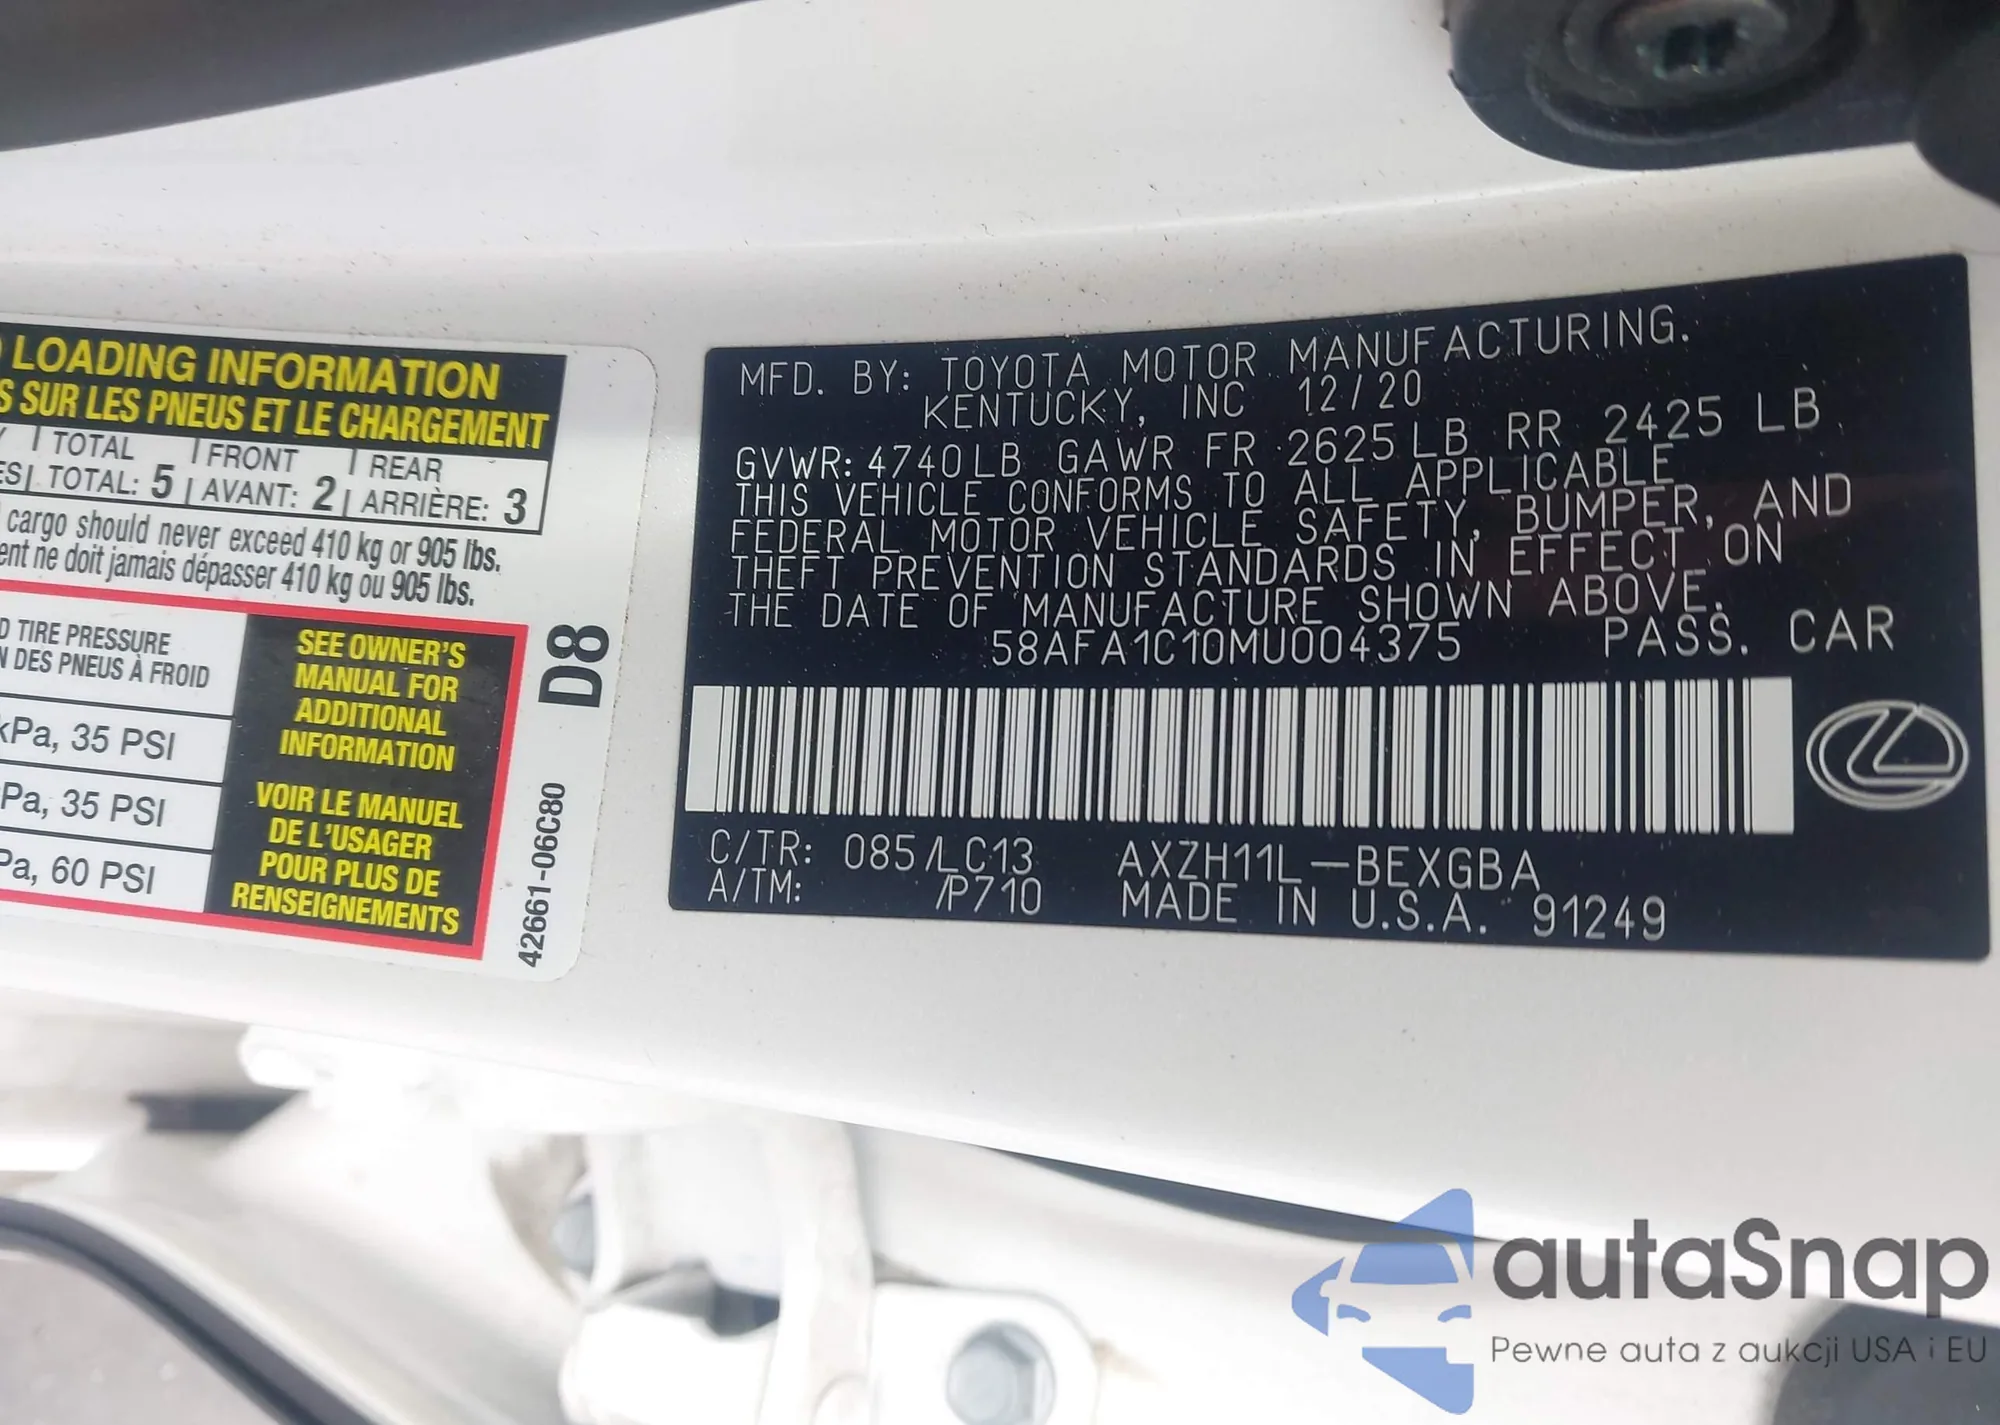 LOADING INFORMATION
SUR LES PNEUS ET LE CHARGEMENT
TOTAL | FRONT | REAR
TOTAL: 5 | AVANT: 2 | ARRIÈRE: 3
cargo should never exceed 410 kg or 905 lbs.
ent ne doit jamais dépasser 410 kg ou 905 lbs.
TIRE PRESSURE
DES PNEUS À FROID
kPa, 35 PSI
Pa, 35 PSI
Pa, 60 PSI
SEE OWNER'S
MANUAL FOR
ADDITIONAL
INFORMATION
VOIR LE MANUEL
DE L'USAGER
POUR PLUS DE
RENSEIGNEMENTS
D8
42661-06C80
MFD. BY: TOYOTA MOTOR MANUFACTURING.
KENTUCKY, INC 12/20
GVWR: 4740LB GAWR FR 2625LB RR 2425 LB
THIS VEHICLE CONFORMS TO ALL APPLICABLE
FEDERAL MOTOR VEHICLE SAFETY, BUMPER, AND
THEFT PREVENTION STANDARDS IN EFFECT ON
THE DATE OF MANUFACTURE SHOWN ABOVE.
58AFA1C10MU004375 PASS. CAR
C/TR: 085/LC13 AXZH11L-BEXGBA
A/TM: /P710 MADE IN U.S.A. 91249
autaSnap
Pewne auta z aukcji USA i EU